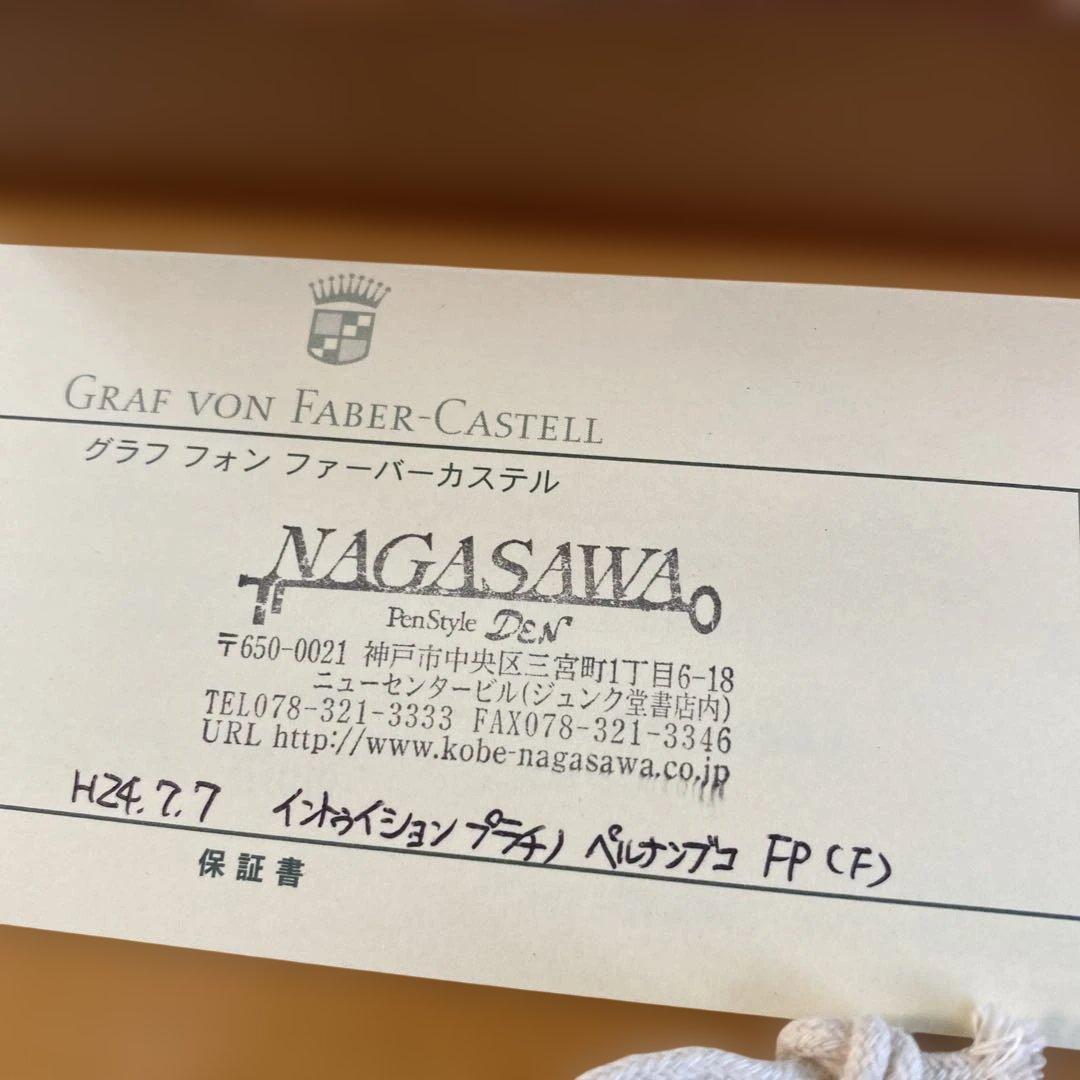 GRAF VON FABER-CASTELL
グラフ フォン ファーバーカステル
NAGASAWA
PenStyle DEN
〒650-0021 神戸市中央区三宮町1丁目6-18
ニューセンタービル(ジュンク堂書店内)
TEL078-321-3333 FAX078-321-3346
URL http://www.kobe-nagasawa.co.jp
H24.7.7 イントゥイション プラチノ ペルナンブコ FP(F)
保証書